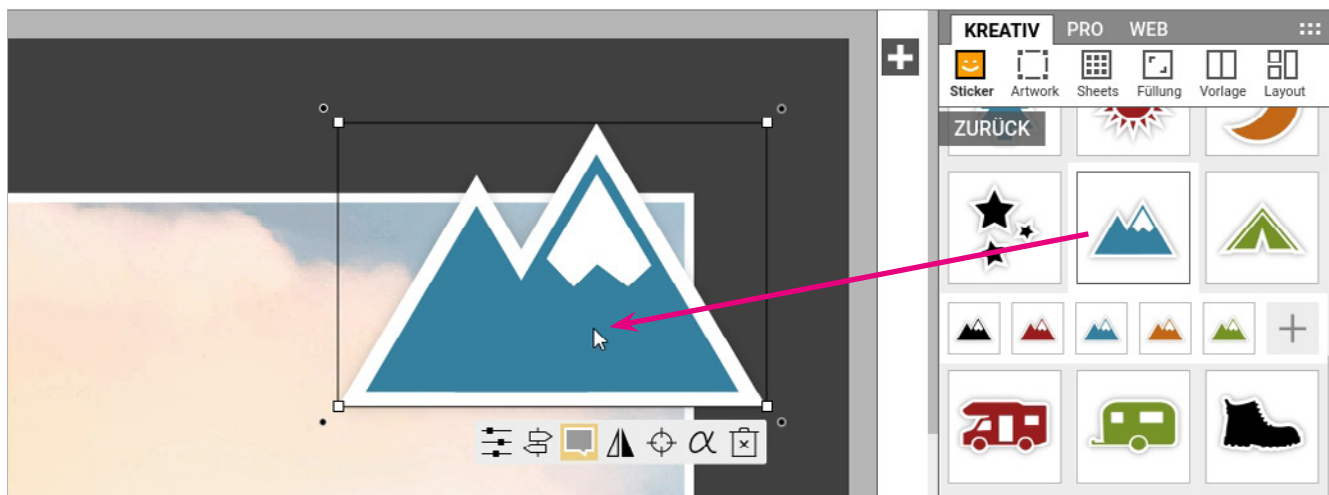 KREATIV PRO WEB
Sticker Artwork Sheets Füllung Vorlage Layout
ZURÜCK